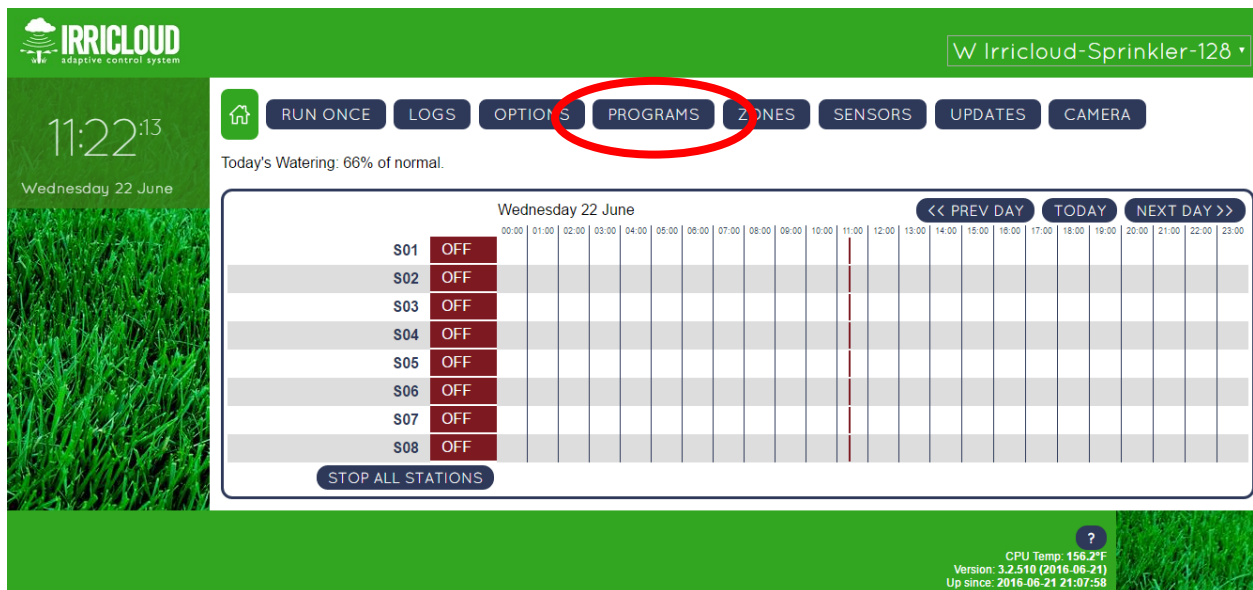 IRRICLOUD
adaptive control system
W Irricloud-Sprinkler-128
11:22:13
Wednesday 22 June
RUN ONCE LOGS OPTIONS PROGRAMS ZONES SENSORS UPDATES CAMERA
Today's Watering: 66% of normal.
Wednesday 22 June << PREV DAY TODAY NEXT DAY >>
00:00 01:00 02:00 03:00 04:00 05:00 06:00 07:00 08:00 09:00 10:00 11:00 12:00 13:00 14:00 15:00 16:00 17:00 18:00 19:00 20:00 21:00 22:00 23:00
S01 OFF
S02 OFF
S03 OFF
S04 OFF
S05 OFF
S06 OFF
S07 OFF
S08 OFF
STOP ALL STATIONS
?
CPU Temp: 156.2°F
Version: 3.2.510 (2016-06-21)
Up since: 2016-06-21 21:07:58